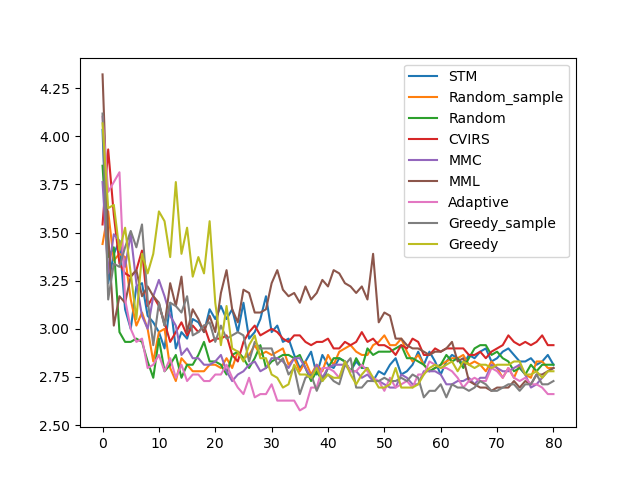 4.25
4.00
3.75
3.50
3.25
3.00
2.75
2.50
0 10 20 30 40 50 60 70 80
STM
Random_sample
Random
CVIRS
MMC
MML
Adaptive
Greedy_sample
Greedy